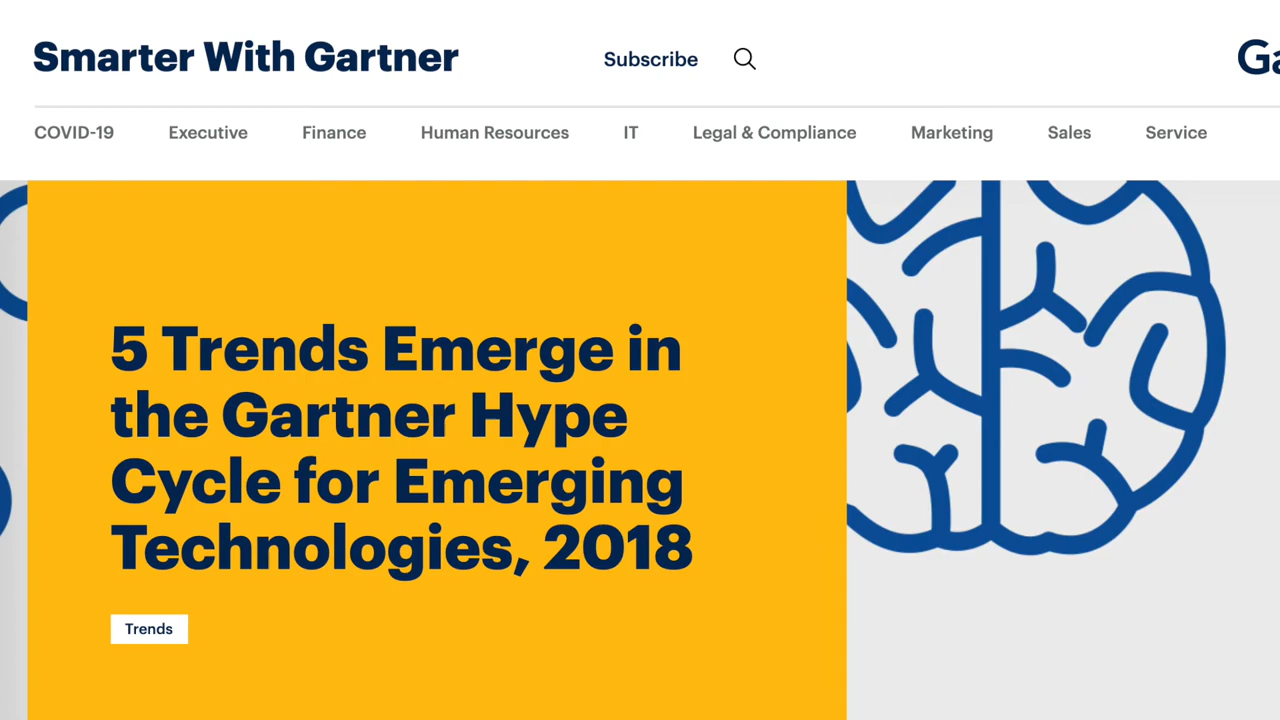 Smarter With Gartner
Subscribe
Ga
COVID-19 Executive Finance Human Resources IT Legal & Compliance Marketing Sales Service
5 Trends Emerge in
the Gartner Hype
Cycle for Emerging
Technologies, 2018
Trends